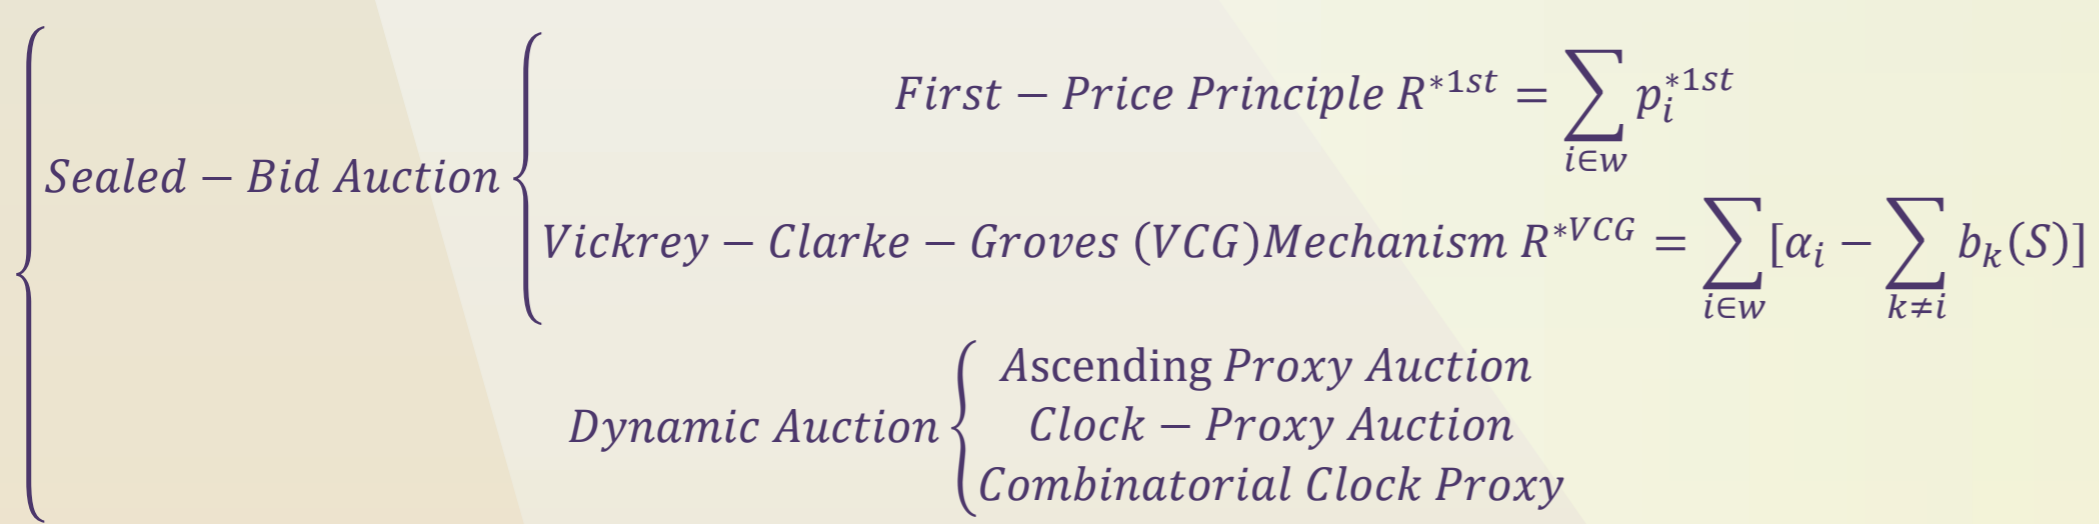 First − Price Principle R^{*1st} = ∑_{i∈w} p_i^{*1st}
Sealed − Bid Auction
Vickrey − Clarke − Groves (VCG)Mechanism R^{*VCG} = ∑_{i∈w}[α_i − ∑_{k≠i} b_k(S)]
Ascending Proxy Auction
Dynamic Auction
Clock − Proxy Auction
Combinatorial Clock Proxy